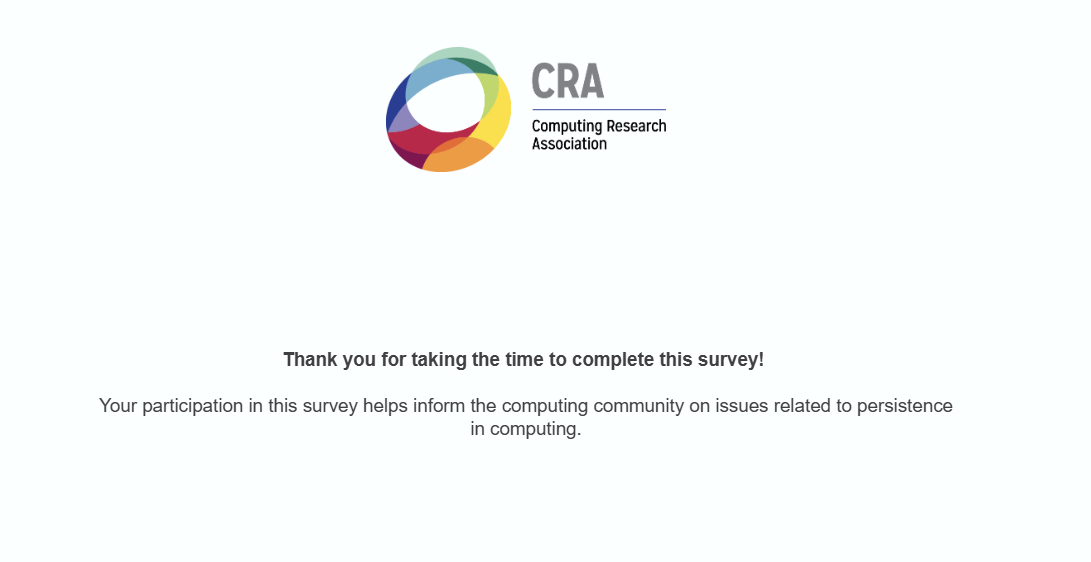 CRA
Computing Research
Association
Thank you for taking the time to complete this survey!
Your participation in this survey helps inform the computing community on issues related to persistence
in computing.